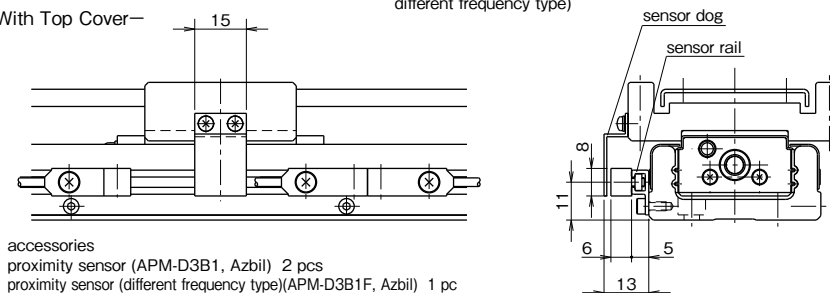 different frequency type)
With Top Cover−
15
sensor dog
sensor rail
8
11
6
5
13
accessories
proximity sensor (APM-D3B1, Azbil) 2 pcs
proximity sensor (different frequency type)(APM-D3B1F, Azbil) 1 pc